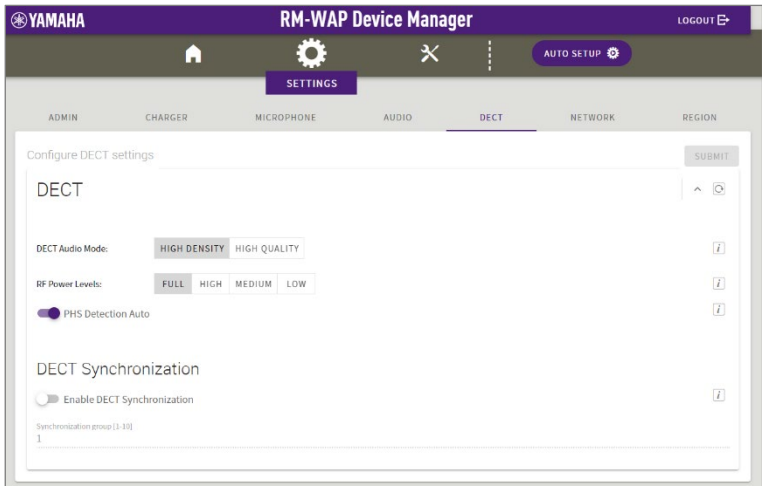 YAMAHA RM-WAP Device Manager LOGOUT
AUTO SETUP
SETTINGS
ADMIN CHARGER MICROPHONE AUDIO DECT NETWORK REGION
Configure DECT settings SUBMIT
DECT
DECT Audio Mode: HIGH DENSITY HIGH QUALITY i
RF Power Levels: FULL HIGH MEDIUM LOW i
PHS Detection Auto i
DECT Synchronization
Enable DECT Synchronization i
Synchronization group [1-10]
1